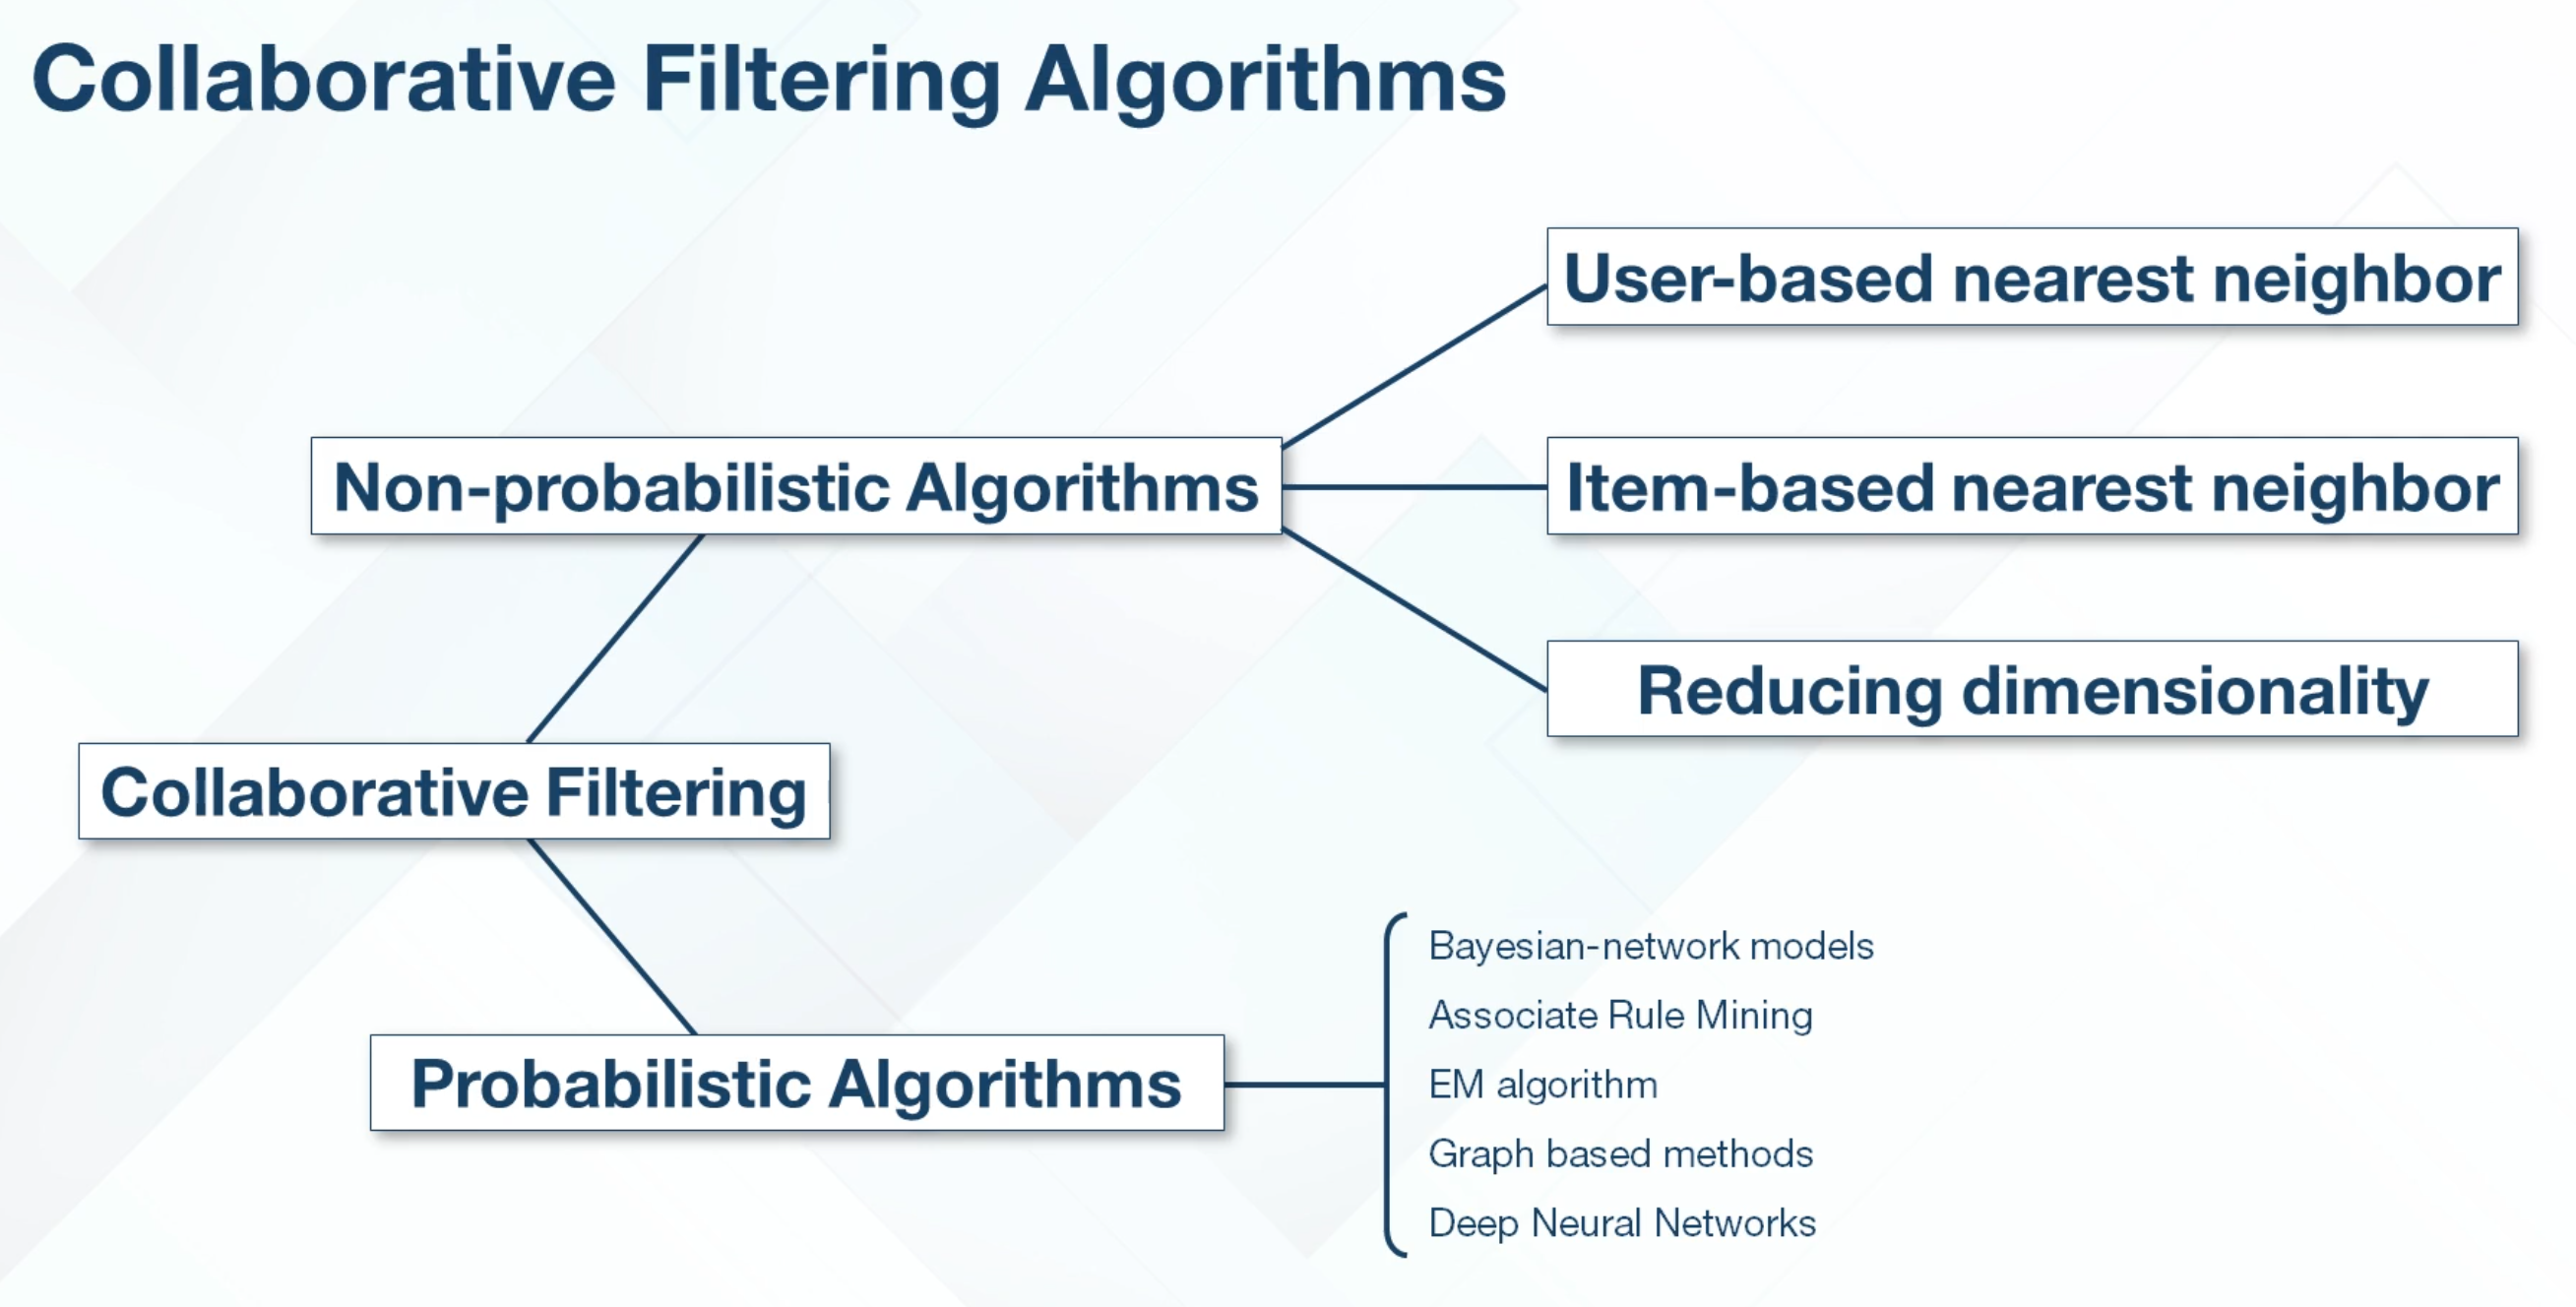 Collaborative Filtering Algorithms
User-based nearest neighbor
Non-probabilistic Algorithms
Item-based nearest neighbor
Reducing dimensionality
Collaborative Filtering
Probabilistic Algorithms
Bayesian-network models
Associate Rule Mining
EM algorithm
Graph based methods
Deep Neural Networks